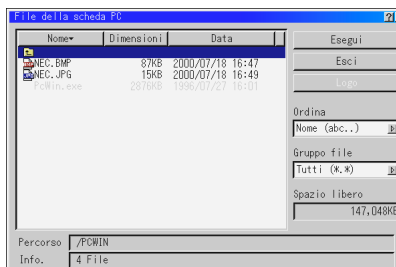 File della scheda PC
Nome▾ Dimensioni Data
NEC.BMP 87KB 2000/07/18 16:47
NEC.JPG 15KB 2000/07/18 16:49
PcWin.exe 2876KB 1996/07/27 16:01
Esegui
Esci
Logo
Ordina
Nome (abc..)
Gruppo file
Tutti (*.*)
Spazio libero
147,048KB
Percorso /PCWIN
Info. 4 File